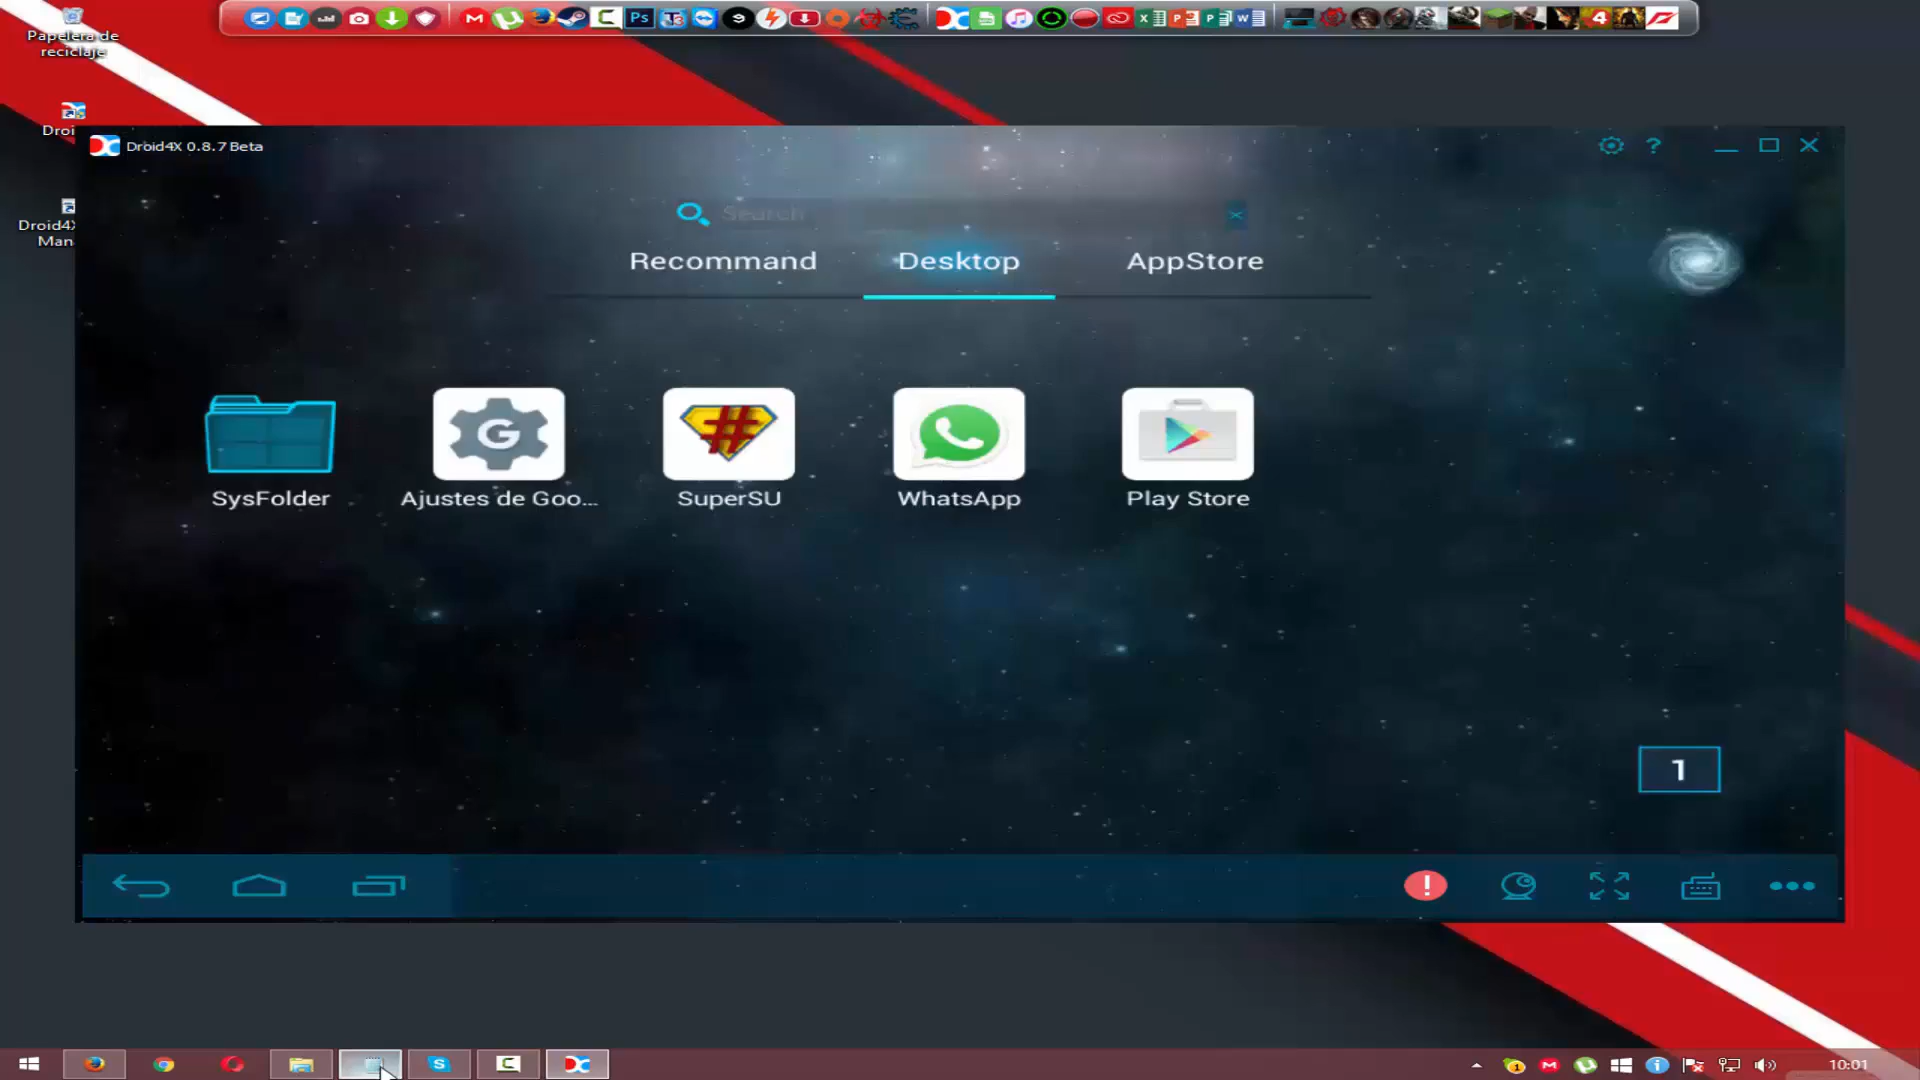 Papelera de
reciclaje
Droi
Droid4X
Man
Droid4X 0.8.7 Beta
Search
Recommand
Desktop
AppStore
SysFolder
Ajustes de Goo...
SuperSU
WhatsApp
Play Store
1
10:01